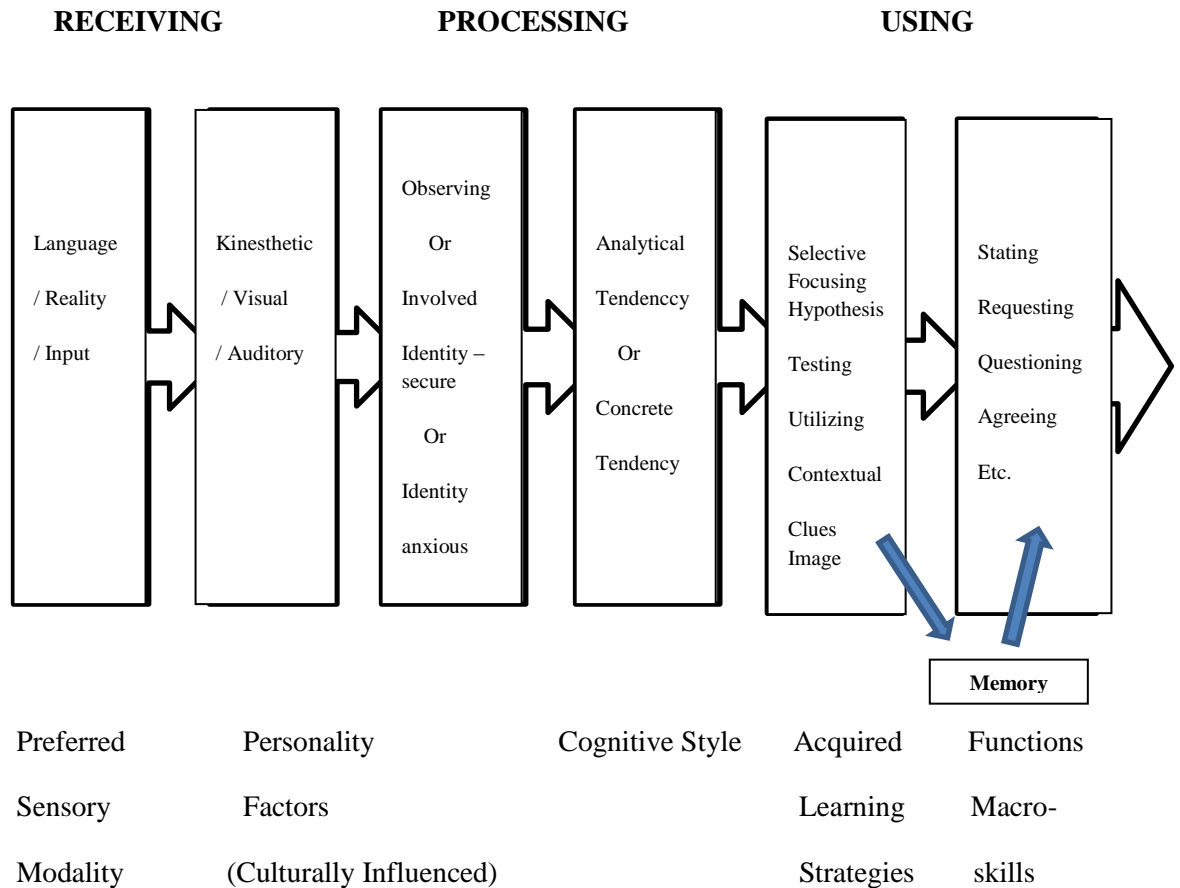 RECEIVING PROCESSING USING
Language
/ Reality
/ Input
Kinesthetic
/ Visual
/ Auditory
Observing
Or
Involved
Identity –
secure
Or
Identity
anxious
Analytical
Tendenccy
Or
Concrete
Tendency
Selective
Focusing
Hypothesis
Testing
Utilizing
Contextual
Clues
Image
Stating
Requesting
Questioning
Agreeing
Etc.
Memory
Preferred
Sensory
Modality
Personality
Factors
(Culturally Influenced)
Cognitive Style
Acquired
Learning
Strategies
Functions
Macro-
skills